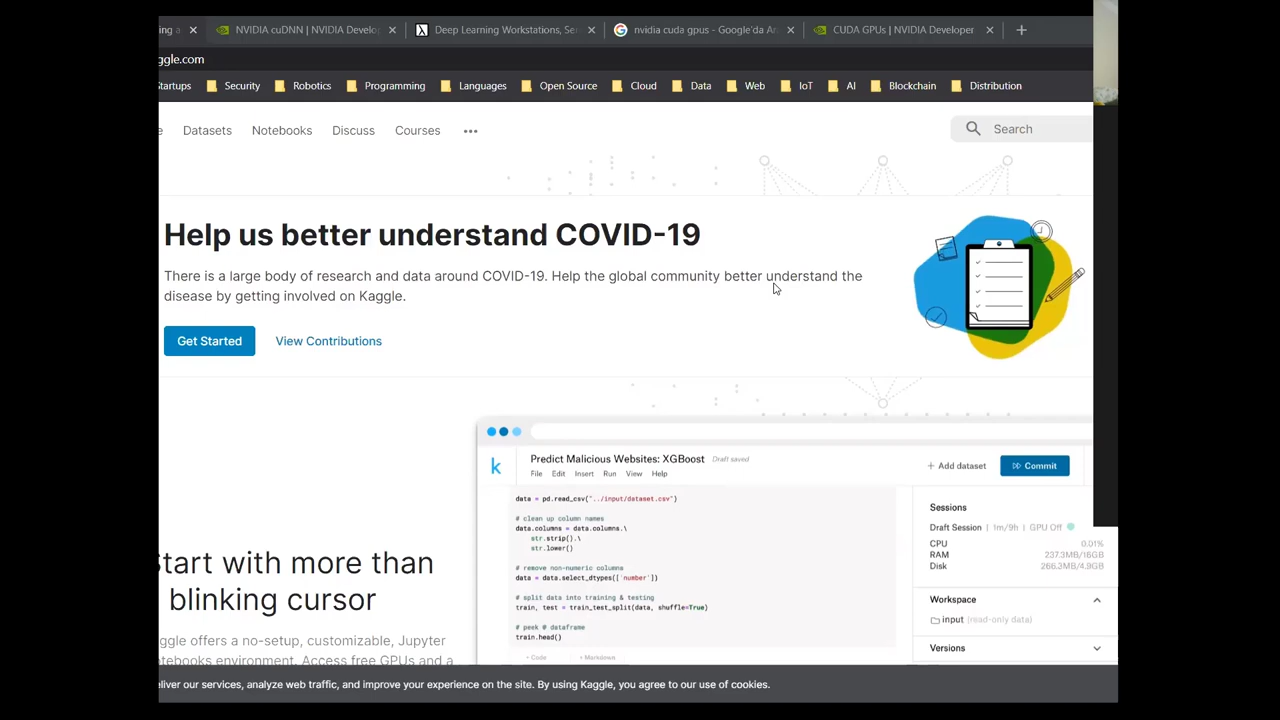 ing a
NVIDIA cuDNN | NVIDIA Develo
Deep Learning Workstations, Se
nvidia cuda gpus - Google'da Ar
CUDA GPUs | NVIDIA Developer
ggle.com
Startups Security Robotics Programming Languages Open Source Cloud Data Web IoT AI Blockchain Distribution
e Datasets Notebooks Discuss Courses
Search
Help us better understand COVID-19
There is a large body of research and data around COVID-19. Help the global community better understand the
disease by getting involved on Kaggle.
Get Started View Contributions
Predict Malicious Websites: XGBoost Draft saved
File Edit Insert Run View Help
+ Add dataset
Commit
data = pd.read_csv("../input/dataset.csv")
# clean up column names
data.columns = data.columns.\
str.strip().\
str.lower()
# remove non-numeric columns
data = data.select_dtypes(['number'])
# split data into training & testing
train, test = train_test_split(data, shuffle=True)
# peek @ dataframe
train.head()
+ Code + Markdown
Sessions
Draft Session | 1m/9h | GPU Off
CPU 0.01%
RAM 237.3MB/18GB
Disk 266.3MB/4.9GB
Workspace
input (read-only data)
Versions
Start with more than
blinking cursor
ggle offers a no-setup, customizable, Jupyter
tebooks environment. Access free GPUs and a
eliver our services, analyze web traffic, and improve your experience on the site. By using Kaggle, you agree to our use of cookies.